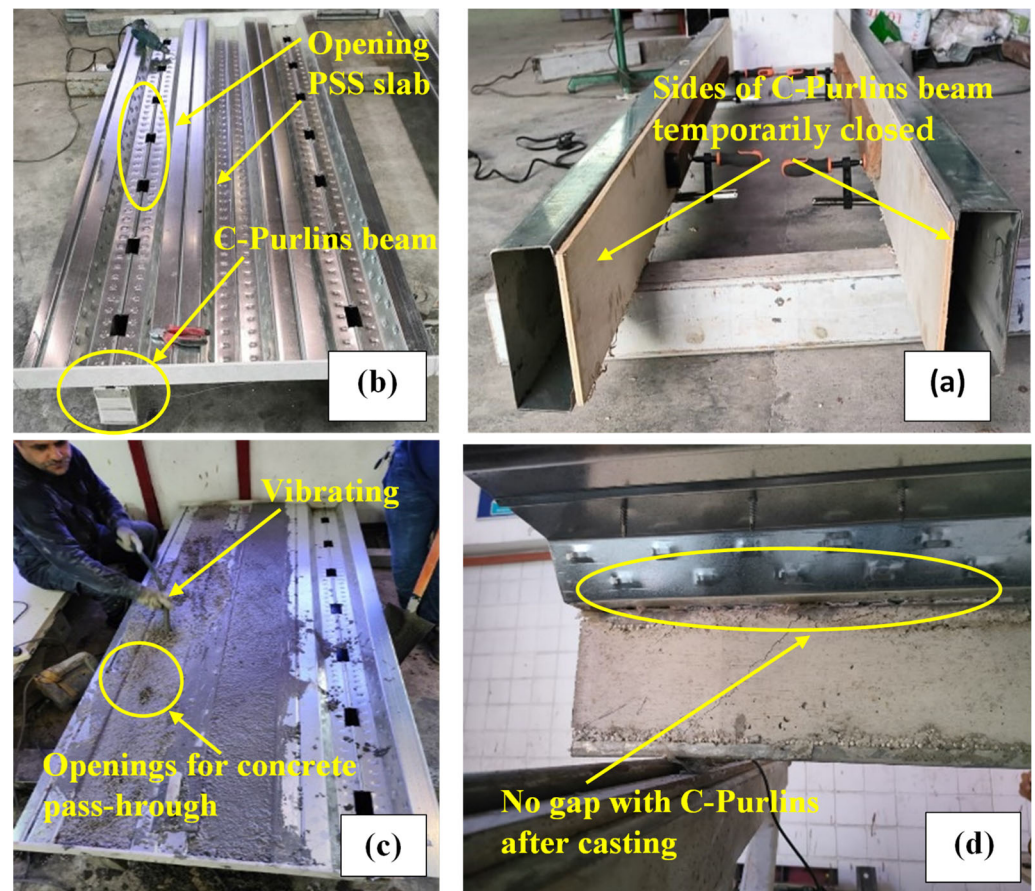 Opening
PSS slab
C-Purlins beam
(b)
Sides of C-Purlins beam
temporarily closed
(a)
Vibrating
Openings for concrete
pass-hrough
(c)
No gap with C-Purlins
after casting
(d)